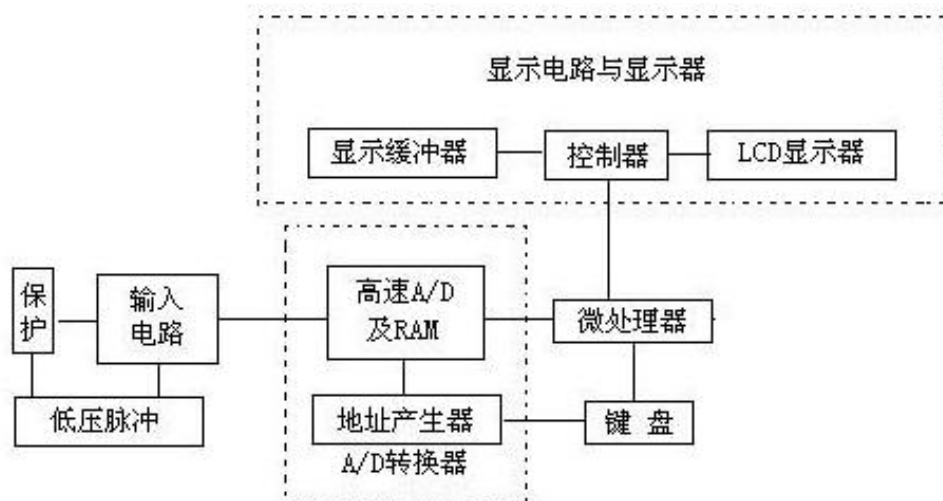 显示电路与显示器
显示缓冲器
控制器
LCD显示器
保
护
输入
电路
高速A/D
及RAM
微处理器
低压脉冲
地址产生器
键 盘
A/D转换器